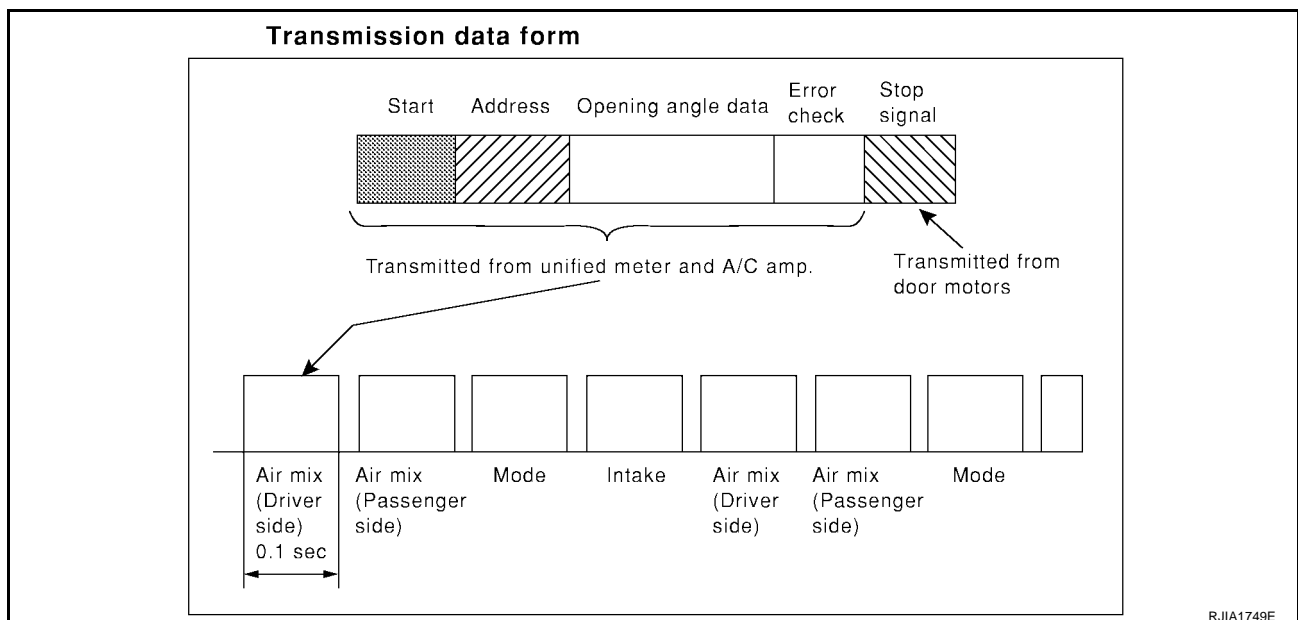 Transmission data form
Start
Address
Opening angle data
Error
check
Stop
signal
Transmitted from unified meter and A/C amp.
Transmitted from
door motors
Air mix
(Driver
side)
0.1 sec
Air mix
(Passenger
side)
Mode
Intake
Air mix
(Driver
side)
Air mix
(Passenger
side)
Mode
RJIA1749E